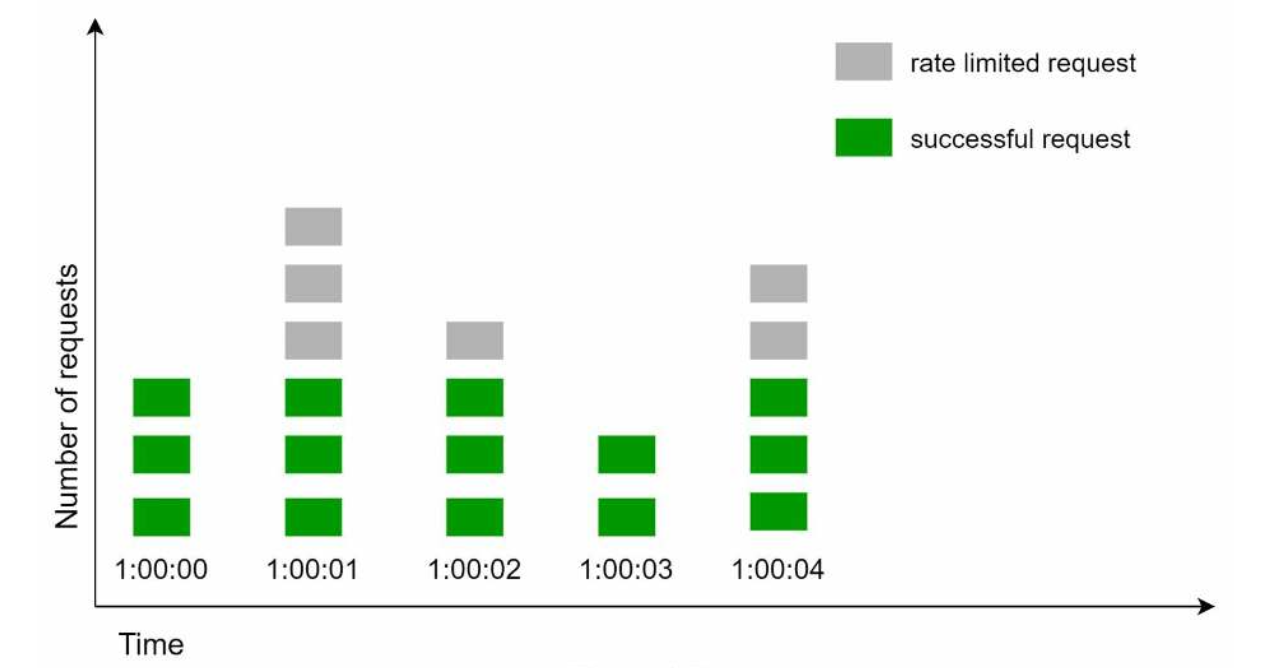 rate limited request
successful request
Number of requests
1:00:00 1:00:01 1:00:02 1:00:03 1:00:04
Time